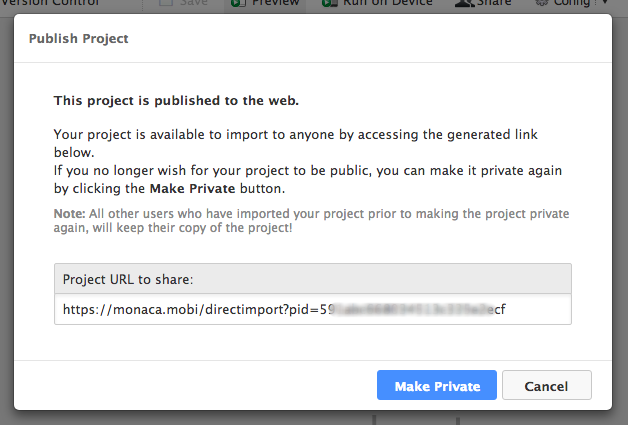 Version Control Save Preview Run on Device Share Config
Publish Project
This project is published to the web.
Your project is available to import to anyone by accessing the generated link
below.
If you no longer wish for your project to be public, you can make it private again
by clicking the Make Private button.
Note: All other users who have imported your project prior to making the project private
again, will keep their copy of the project!
Project URL to share:
https://monaca.mobi/directimport?pid=59 cf
Make Private Cancel